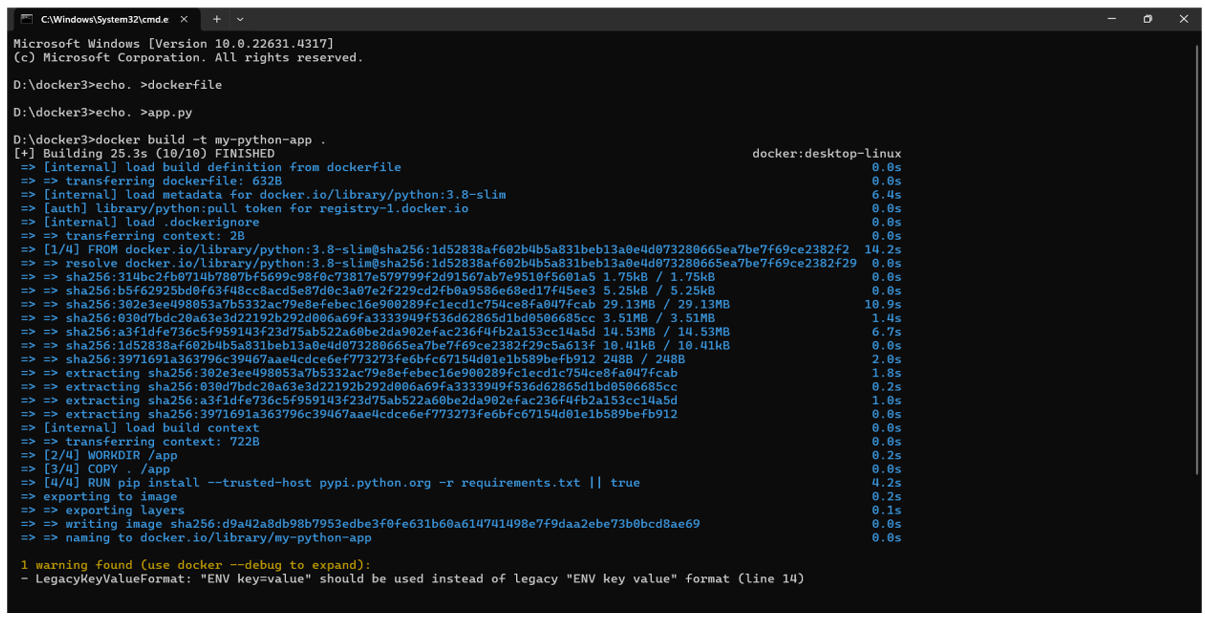 C:\Windows\System32\cmd.e
Microsoft Windows [Version 10.0.22631.4317]
(c) Microsoft Corporation. All rights reserved.
D:\docker3>echo. >dockerfile
D:\docker3>echo. >app.py
D:\docker3>docker build -t my-python-app .
[+] Building 25.3s (10/10) FINISHED docker:desktop-linux
=> [internal] load build definition from dockerfile 0.0s
=> => transferring dockerfile: 632B 0.0s
=> [internal] load metadata for docker.io/library/python:3.8-slim 6.4s
=> [auth] library/python:pull token for registry-1.docker.io 0.0s
=> [internal] load .dockerignore 0.0s
=> => transferring context: 2B 0.0s
=> [1/4] FROM docker.io/library/python:3.8-slim@sha256:1d52838af602b4b5a831beb13a0e4d073280665ea7be7f69ce2382f2 14.2s
=> => resolve docker.io/library/python:3.8-slim@sha256:1d52838af602b4b5a831beb13a0e4d073280665ea7be7f69ce2382f29 0.0s
=> => sha256:314bc2fb0714b7807bf5699c98f0c73817e579799f2d91567ab7e9510f5601a5 1.75kB / 1.75kB 0.0s
=> => sha256:b5f62925bd0f63f48cc8acd5e87d0c3a07e2f229cd2fb0a9586e68ed17f45ee3 5.25kB / 5.25kB 0.0s
=> => sha256:302e3ee498053a7b5332ac79e8efebec16e900289fc1ecd1c754ce8fa047fcab 29.13MB / 29.13MB 10.9s
=> => sha256:030d7bdc20a63e3d22192b292d006a69fa3333949f536d62865d1bd0506685cc 3.51MB / 3.51MB 1.4s
=> => sha256:a3f1dfe736c5f959143f23d75ab522a60be2da902efac236f4fb2a153cc14a5d 14.53MB / 14.53MB 6.7s
=> => sha256:1d52838af602b4b5a831beb13a0e4d073280665ea7be7f69ce2382f29c5a613f 10.41kB / 10.41kB 0.0s
=> => sha256:3971691a363796c39467aae4cdce6ef773273fe6bfc67154d01e1b589befb912 248B / 248B 2.0s
=> => extracting sha256:302e3ee498053a7b5332ac79e8efebec16e900289fc1ecd1c754ce8fa047fcab 1.8s
=> => extracting sha256:030d7bdc20a63e3d22192b292d006a69fa3333949f536d62865d1bd0506685cc 0.2s
=> => extracting sha256:a3f1dfe736c5f959143f23d75ab522a60be2da902efac236f4fb2a153cc14a5d 1.0s
=> => extracting sha256:3971691a363796c39467aae4cdce6ef773273fe6bfc67154d01e1b589befb912 0.0s
=> [internal] load build context 0.0s
=> => transferring context: 722B 0.0s
=> [2/4] WORKDIR /app 0.2s
=> [3/4] COPY . /app 0.0s
=> [4/4] RUN pip install --trusted-host pypi.python.org -r requirements.txt || true 4.2s
=> exporting to image 0.2s
=> => exporting layers 0.1s
=> => writing image sha256:d9a42a8db98b7953edbe3f0fe631b60a614741498e7f9daa2ebe73b0bcd8ae69 0.0s
=> => naming to docker.io/library/my-python-app 0.0s
1 warning found (use docker --debug to expand):
- LegacyKeyValueFormat: "ENV key=value" should be used instead of legacy "ENV key value" format (line 14)